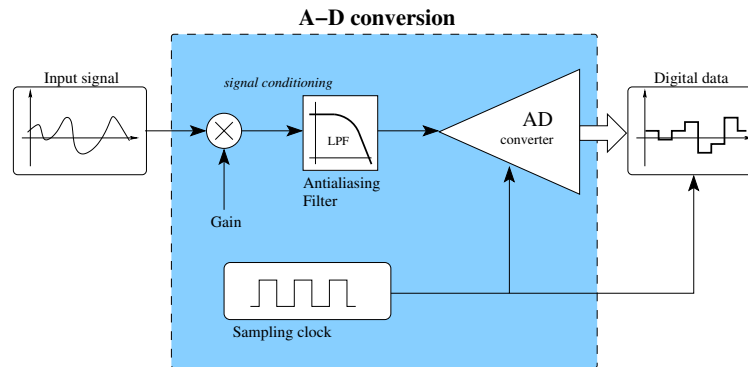 A–D conversion
Input signal
signal conditioning
Digital data
LPF
AD
converter
Antialiasing
Filter
Gain
Sampling clock